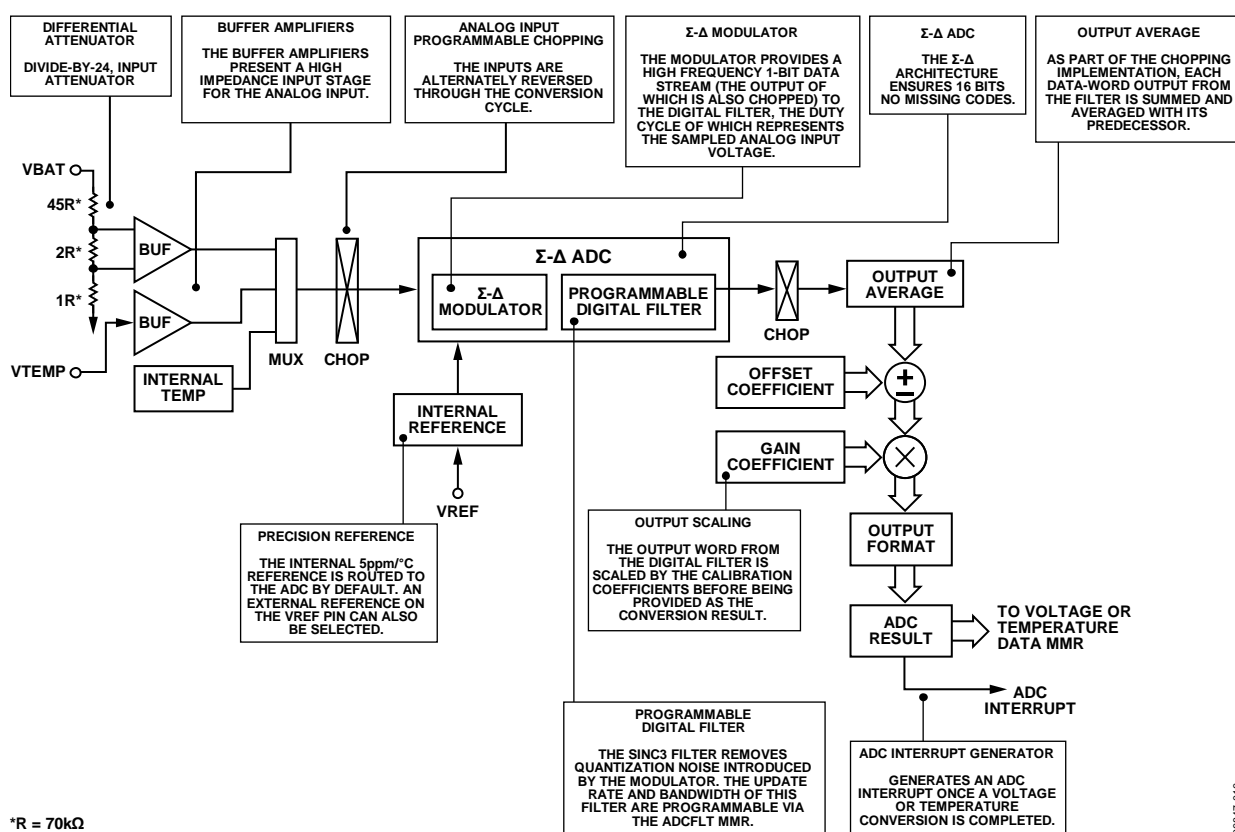 DIFFERENTIAL
ATTENUATOR
DIVIDE-BY-24, INPUT
ATTENUATOR
BUFFER AMPLIFIERS
THE BUFFER AMPLIFIERS
PRESENT A HIGH
IMPEDANCE INPUT STAGE
FOR THE ANALOG INPUT.
ANALOG INPUT
PROGRAMMABLE CHOPPING
THE INPUTS ARE
ALTERNATELY REVERSED
THROUGH THE CONVERSION
CYCLE.
Σ-Δ MODULATOR
THE MODULATOR PROVIDES A
HIGH FREQUENCY 1-BIT DATA
STREAM (THE OUTPUT OF
WHICH IS ALSO CHOPPED) TO
THE DIGITAL FILTER, THE DUTY
CYCLE OF WHICH REPRESENTS
THE SAMPLED ANALOG INPUT
VOLTAGE.
Σ-Δ ADC
THE Σ-Δ
ARCHITECTURE
ENSURES 16 BITS
NO MISSING CODES.
OUTPUT AVERAGE
AS PART OF THE CHOPPING
IMPLEMENTATION, EACH
DATA-WORD OUTPUT FROM
THE FILTER IS SUMMED AND
AVERAGED WITH ITS
PREDECESSOR.
VBAT
45R*
2R*
1R*
BUF
BUF
VTEMP
INTERNAL
TEMP
MUX
CHOP
Σ-Δ ADC
Σ-Δ
MODULATOR
PROGRAMMABLE
DIGITAL FILTER
CHOP
OUTPUT
AVERAGE
INTERNAL
REFERENCE
VREF
OFFSET
COEFFICIENT
+
−
GAIN
COEFFICIENT
×
OUTPUT
FORMAT
ADC
RESULT
TO VOLTAGE OR
TEMPERATURE
DATA MMR
ADC
INTERRUPT
PRECISION REFERENCE
THE INTERNAL 5ppm/°C
REFERENCE IS ROUTED TO
THE ADC BY DEFAULT. AN
EXTERNAL REFERENCE ON
THE VREF PIN CAN ALSO
BE SELECTED.
OUTPUT SCALING
THE OUTPUT WORD FROM
THE DIGITAL FILTER IS
SCALED BY THE CALIBRATION
COEFFICIENTS BEFORE BEING
PROVIDED AS THE
CONVERSION RESULT.
PROGRAMMABLE
DIGITAL FILTER
THE SINC3 FILTER REMOVES
QUANTIZATION NOISE INTRODUCED
BY THE MODULATOR. THE UPDATE
RATE AND BANDWIDTH OF THIS
FILTER ARE PROGRAMMABLE VIA
THE ADCFLT MMR.
ADC INTERRUPT GENERATOR
GENERATES AN ADC
INTERRUPT ONCE A VOLTAGE
OR TEMPERATURE
CONVERSION IS COMPLETED.
*R = 70kΩ